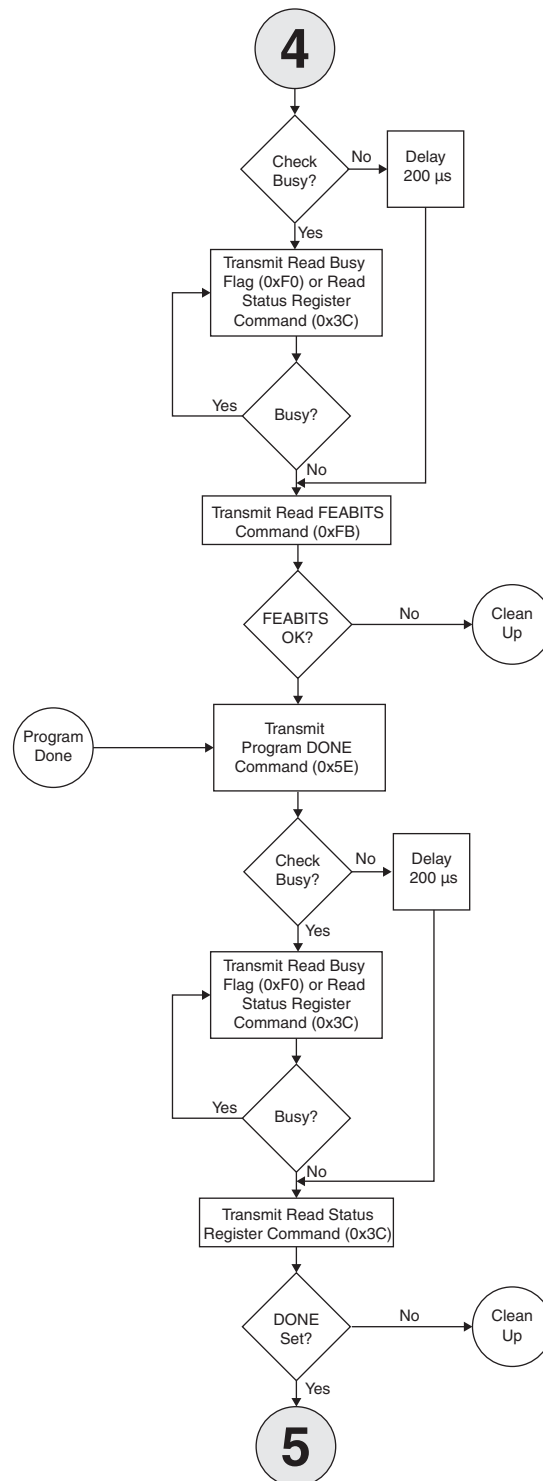 4
Check
Busy?
No
Delay
200 µs
Yes
Transmit Read Busy
Flag (0xF0) or Read
Status Register
Command (0x3C)
Yes
Busy?
No
Transmit Read FEABITS
Command (0xFB)
FEABITS
OK?
No
Clean
Up
Program
Done
Transmit
Program DONE
Command (0x5E)
Check
Busy?
No
Delay
200 µs
Yes
Transmit Read Busy
Flag (0xF0) or Read
Status Register
Command (0x3C)
Yes
Busy?
No
Transmit Read Status
Register Command (0x3C)
DONE
Set?
No
Clean
Up
Yes
5